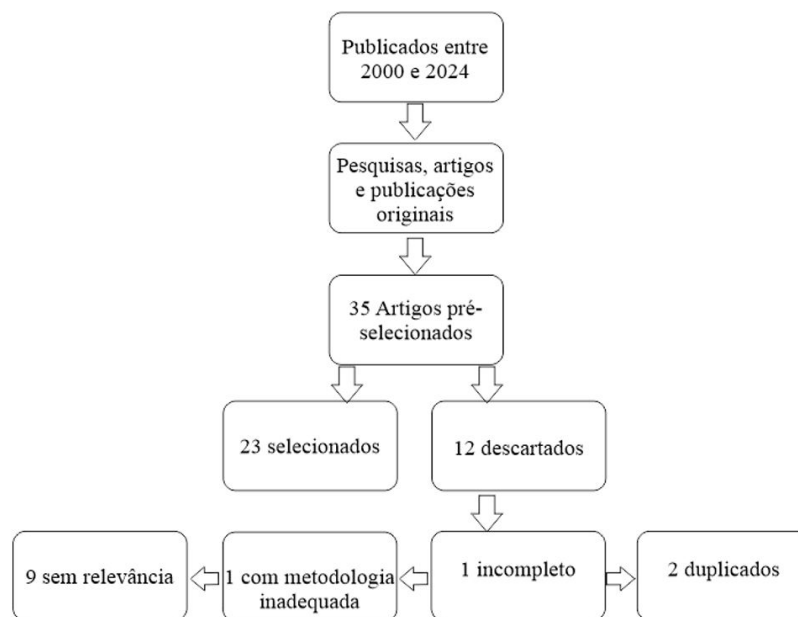 Publicados entre
2000 e 2024
Pesquisas, artigos
e publicações
originais
35 Artigos pré-
selecionados
23 selecionados
12 descartados
9 sem relevância
1 com metodologia
inadequada
1 incompleto
2 duplicados